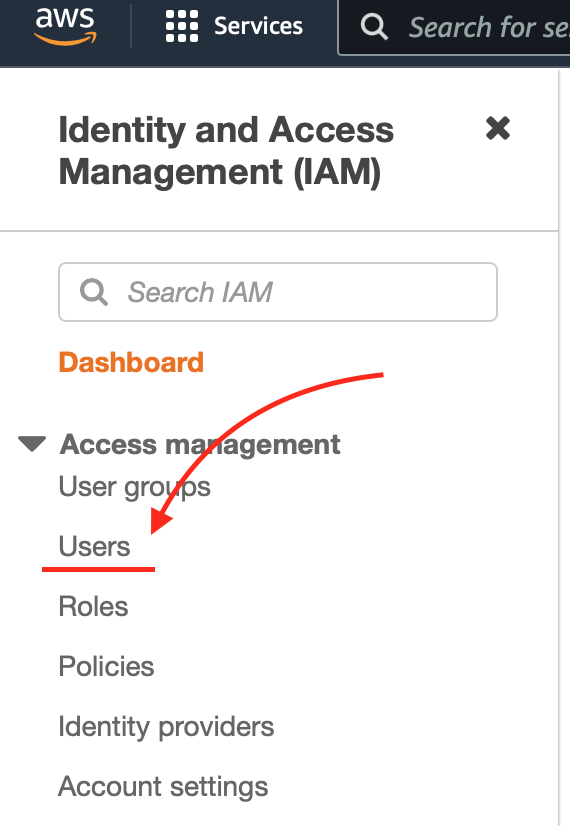 aws
Services
Search for se
Identity and Access
Management (IAM)
Search IAM
Dashboard
Access management
User groups
Users
Roles
Policies
Identity providers
Account settings